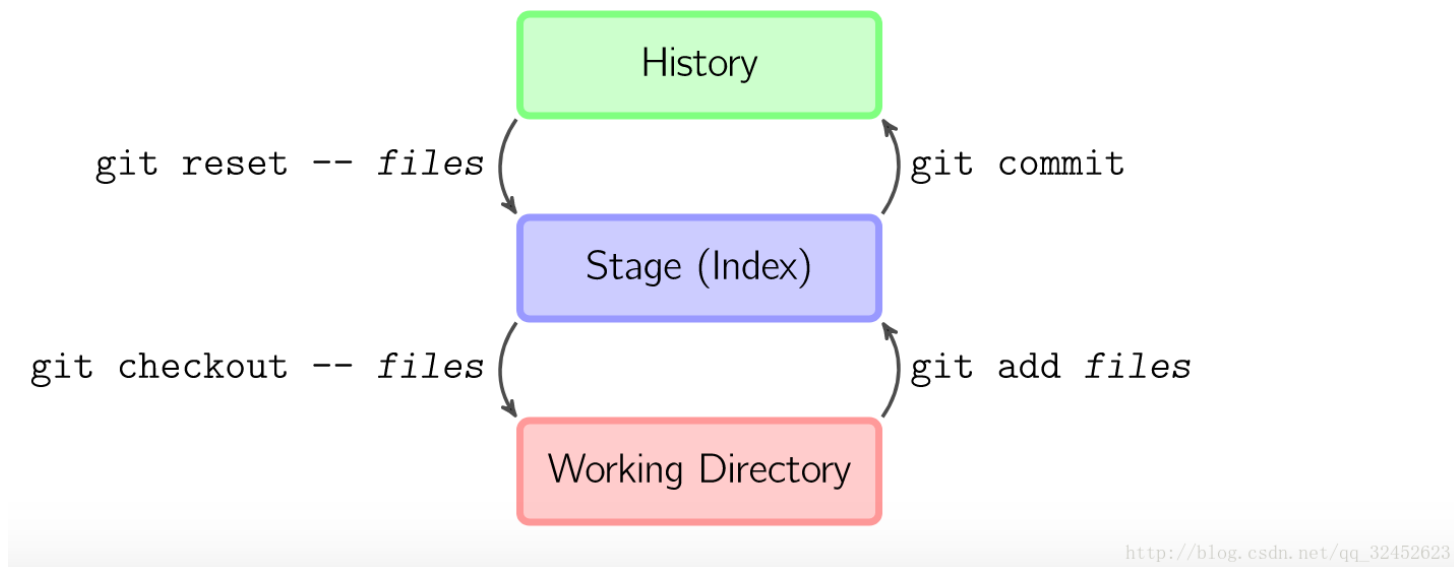 History
git reset -- files
git commit
Stage (Index)
git checkout -- files
git add files
Working Directory
http://blog.csdn.net/qq_32452623